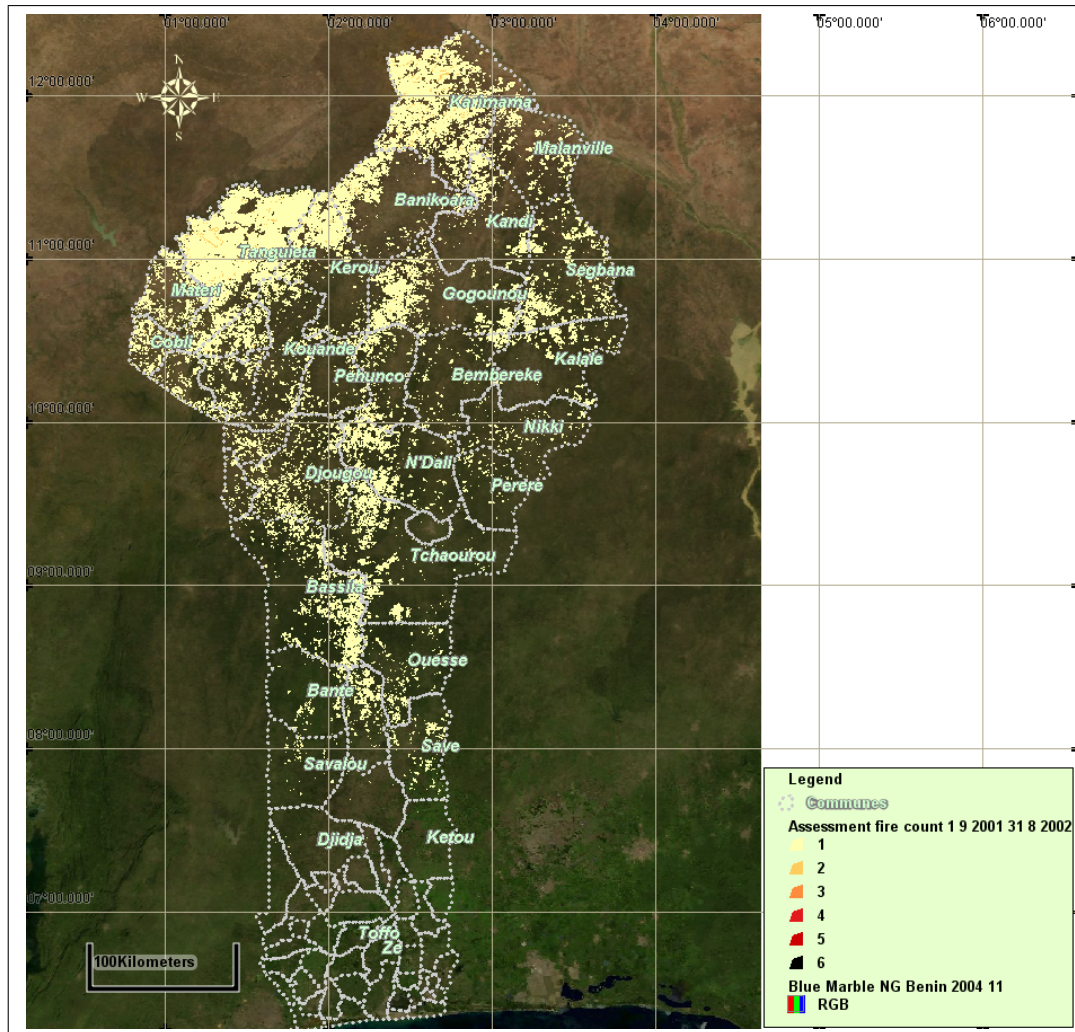 01°00.000' 02°00.000' 03°00.000' 04°00.000' 05°00.000' 06°00.000'
12°00.000'
N
W E
S
Karimama
Malanville
Banikoara
Kandi
11°00.000'
Tanguieta
Kerou
Segbana
Materi
Gogounou
Cobli
Kouande
Kalale
Pehunco
Bembereke
10°00.000'
Nikki
N'Dali
Djougou
Perere
Tchaourou
09°00.000'
Bassila
Ouesse
Bante
08°00.000'
Save
Savalou
Djidja
Ketou
07°00.000'
Toffo
Ze
100Kilometers
Legend
Communes
Assessment fire count 1 9 2001 31 8 2002
1
2
3
4
5
6
Blue Marble NG Benin 2004 11
RGB